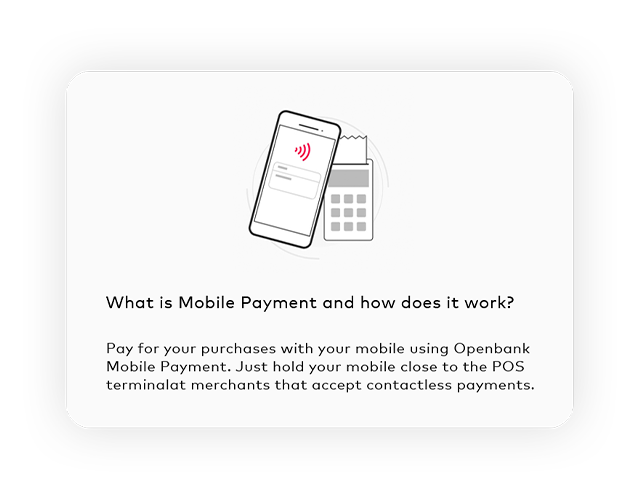 What is Mobile Payment and how does it work?
Pay for your purchases with your mobile using Openbank
Mobile Payment. Just hold your mobile close to the POS
terminalat merchants that accept contactless payments.